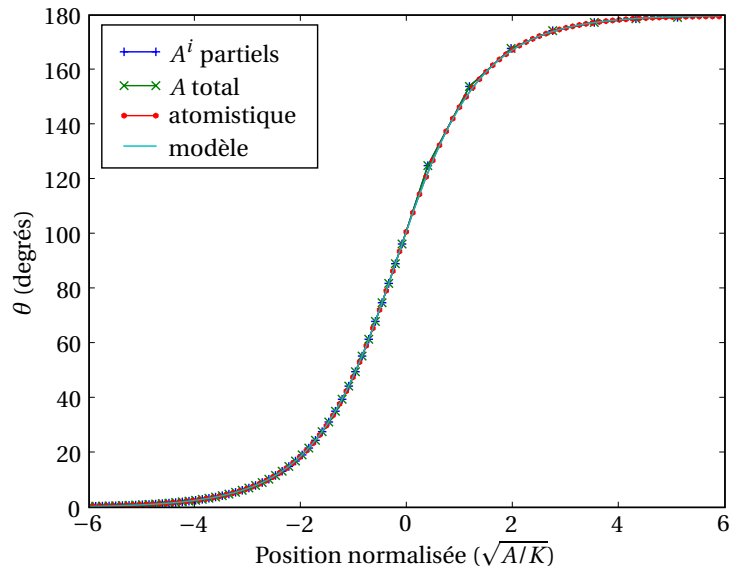 180
160
140
120
100
80
60
40
20
0
θ (degrés)
A^i partiels
A total
atomistique
modèle
−6
−4
−2
0
2
4
6
Position normalisée (√A/K)